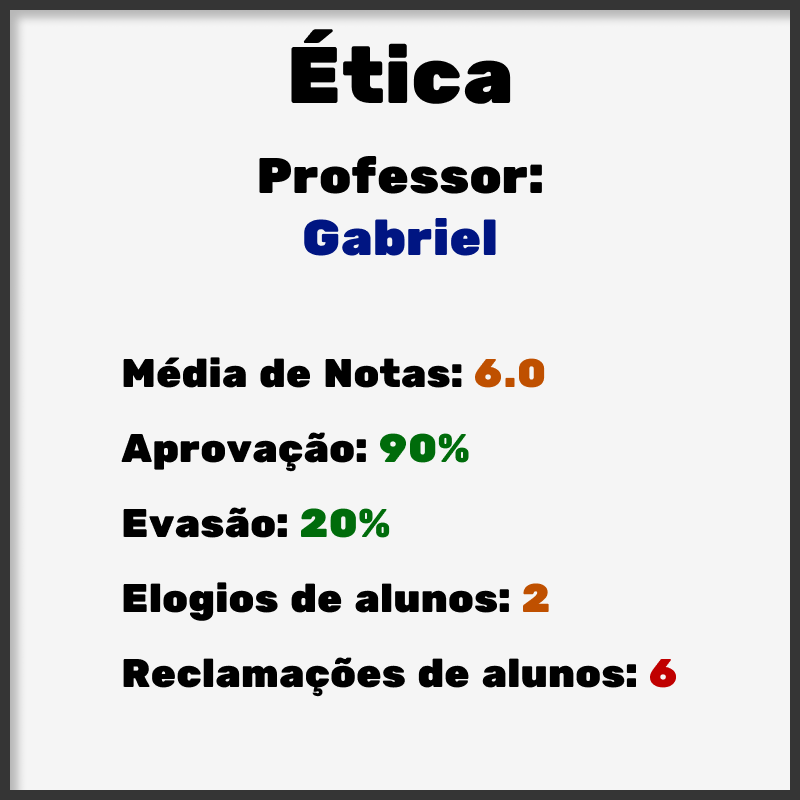 Ética
Professor:
Gabriel
Média de Notas: 6.0
Aprovação: 90%
Evasão: 20%
Elogios de alunos: 2
Reclamações de alunos: 6